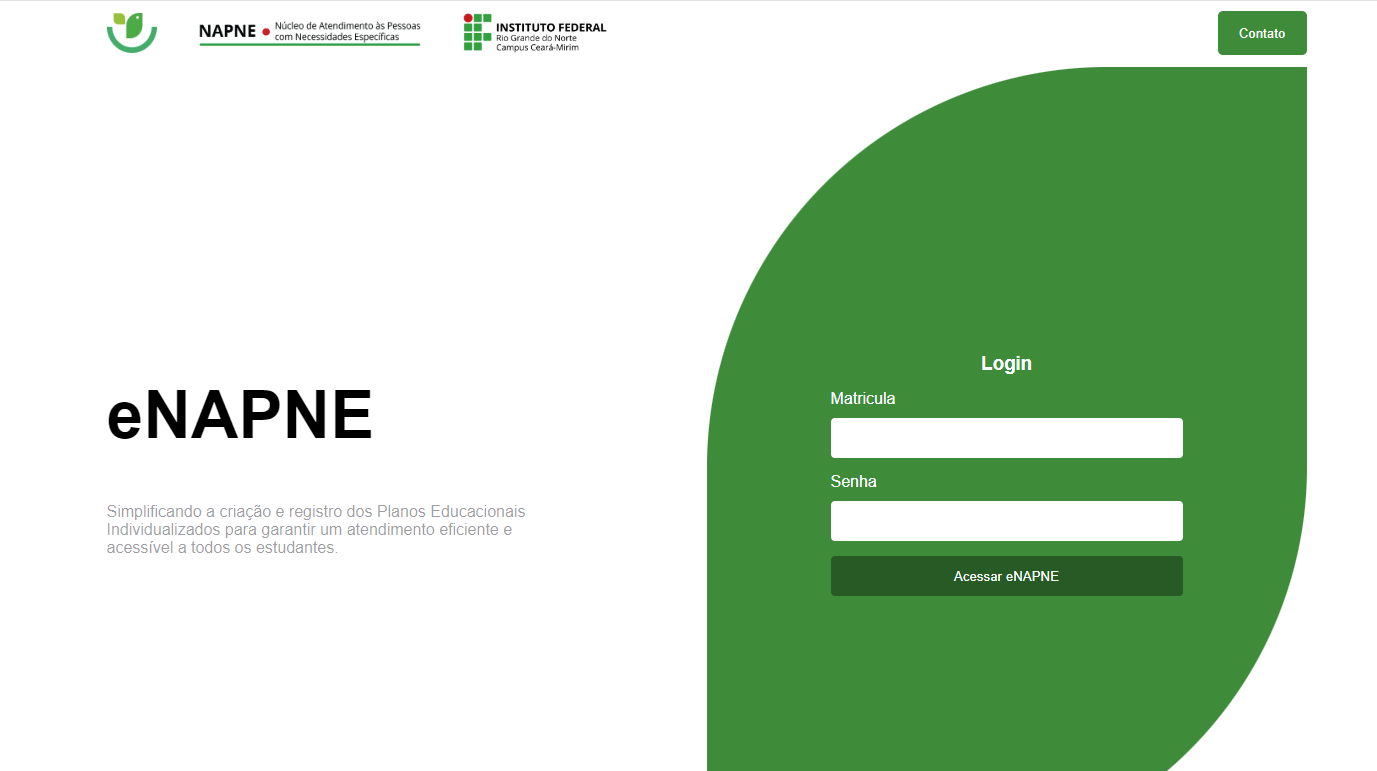 NAPNE
Núcleo de Atendimento às Pessoas
com Necessidades Específicas
INSTITUTO FEDERAL
Rio Grande do Norte
Campus Ceará-Mirim
Contato
eNAPNE
Simplificando a criação e registro dos Planos Educacionais
Individualizados para garantir um atendimento eficiente e
acessível a todos os estudantes.
Login
Matricula
Senha
Acessar eNAPNE